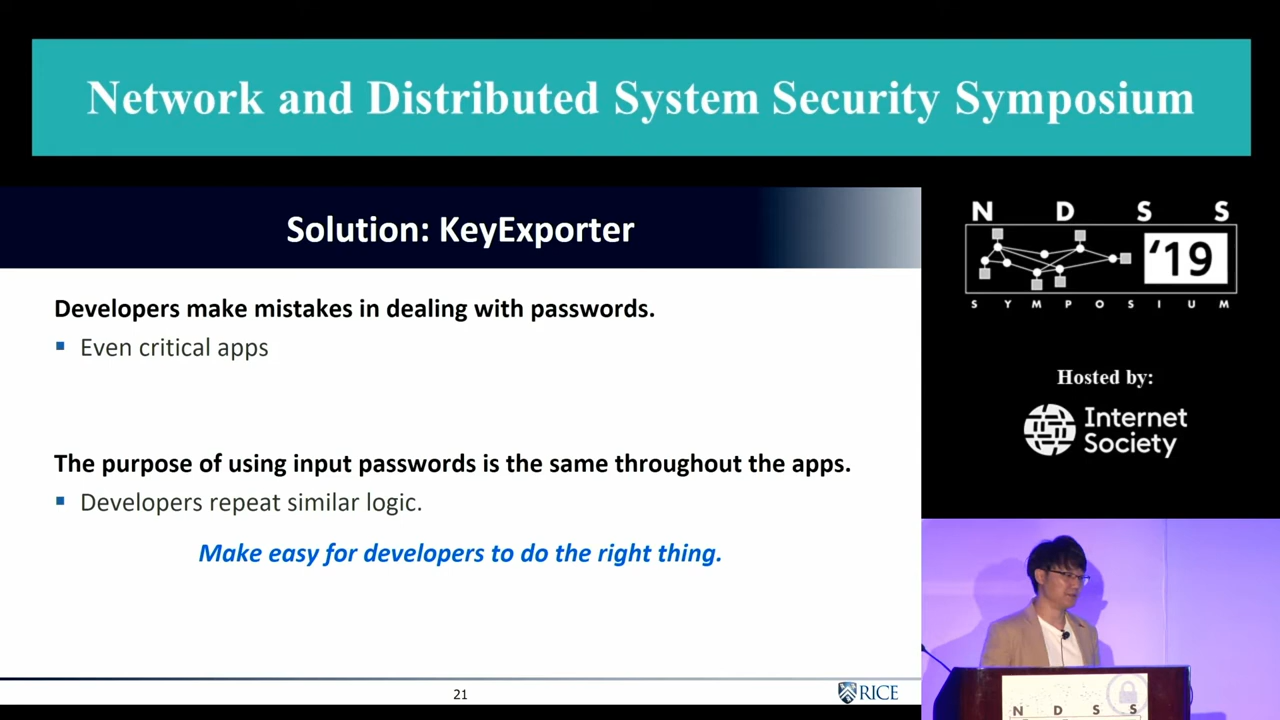 Network and Distributed System Security Symposium
Solution: KeyExporter
Developers make mistakes in dealing with passwords.
▪ Even critical apps
The purpose of using input passwords is the same throughout the apps.
▪ Developers repeat similar logic.
Make easy for developers to do the right thing.
21
RICE
N D S S
'19
SYMPOSIUM
Hosted by:
Internet
Society
N D S S